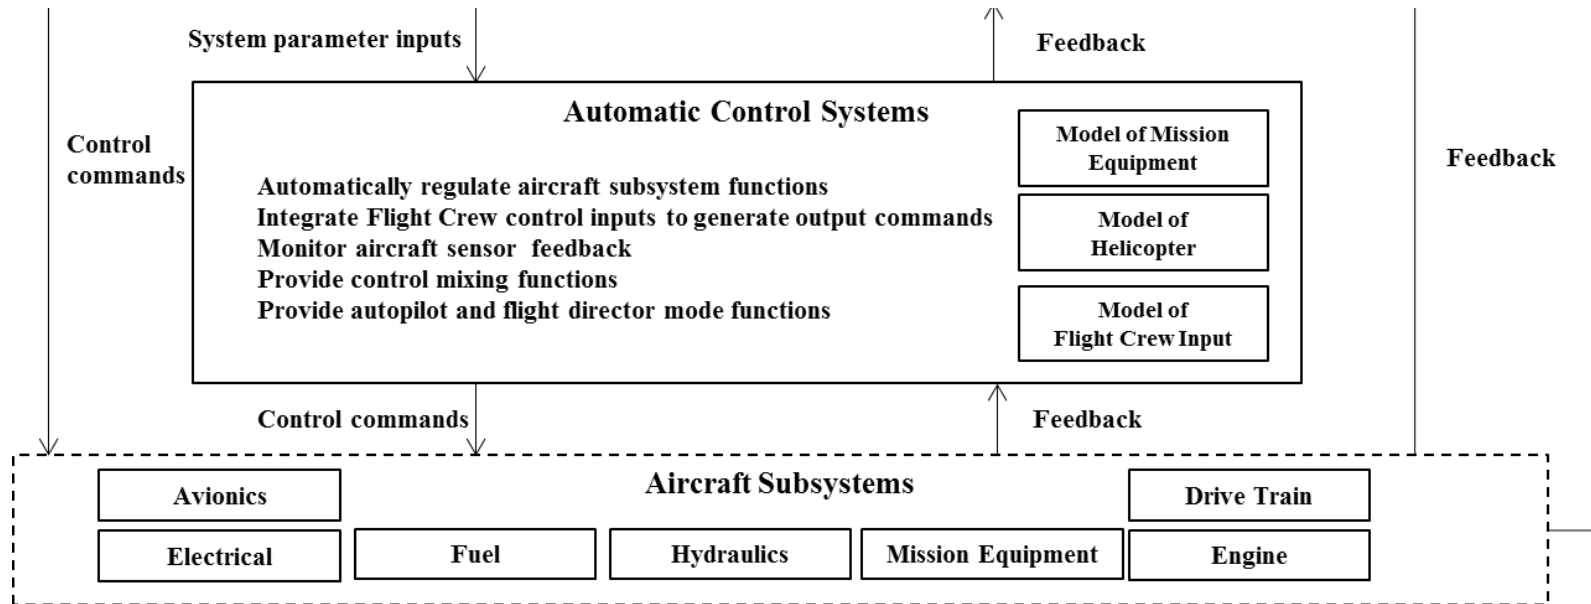 System parameter inputs
Feedback
Automatic Control Systems
Model of Mission
Equipment
Control
commands
Feedback
Automatically regulate aircraft subsystem functions
Integrate Flight Crew control inputs to generate output commands
Monitor aircraft sensor feedback
Provide control mixing functions
Provide autopilot and flight director mode functions
Model of
Helicopter
Model of
Flight Crew Input
Control commands
Feedback
Aircraft Subsystems
Avionics
Drive Train
Electrical
Fuel
Hydraulics
Mission Equipment
Engine